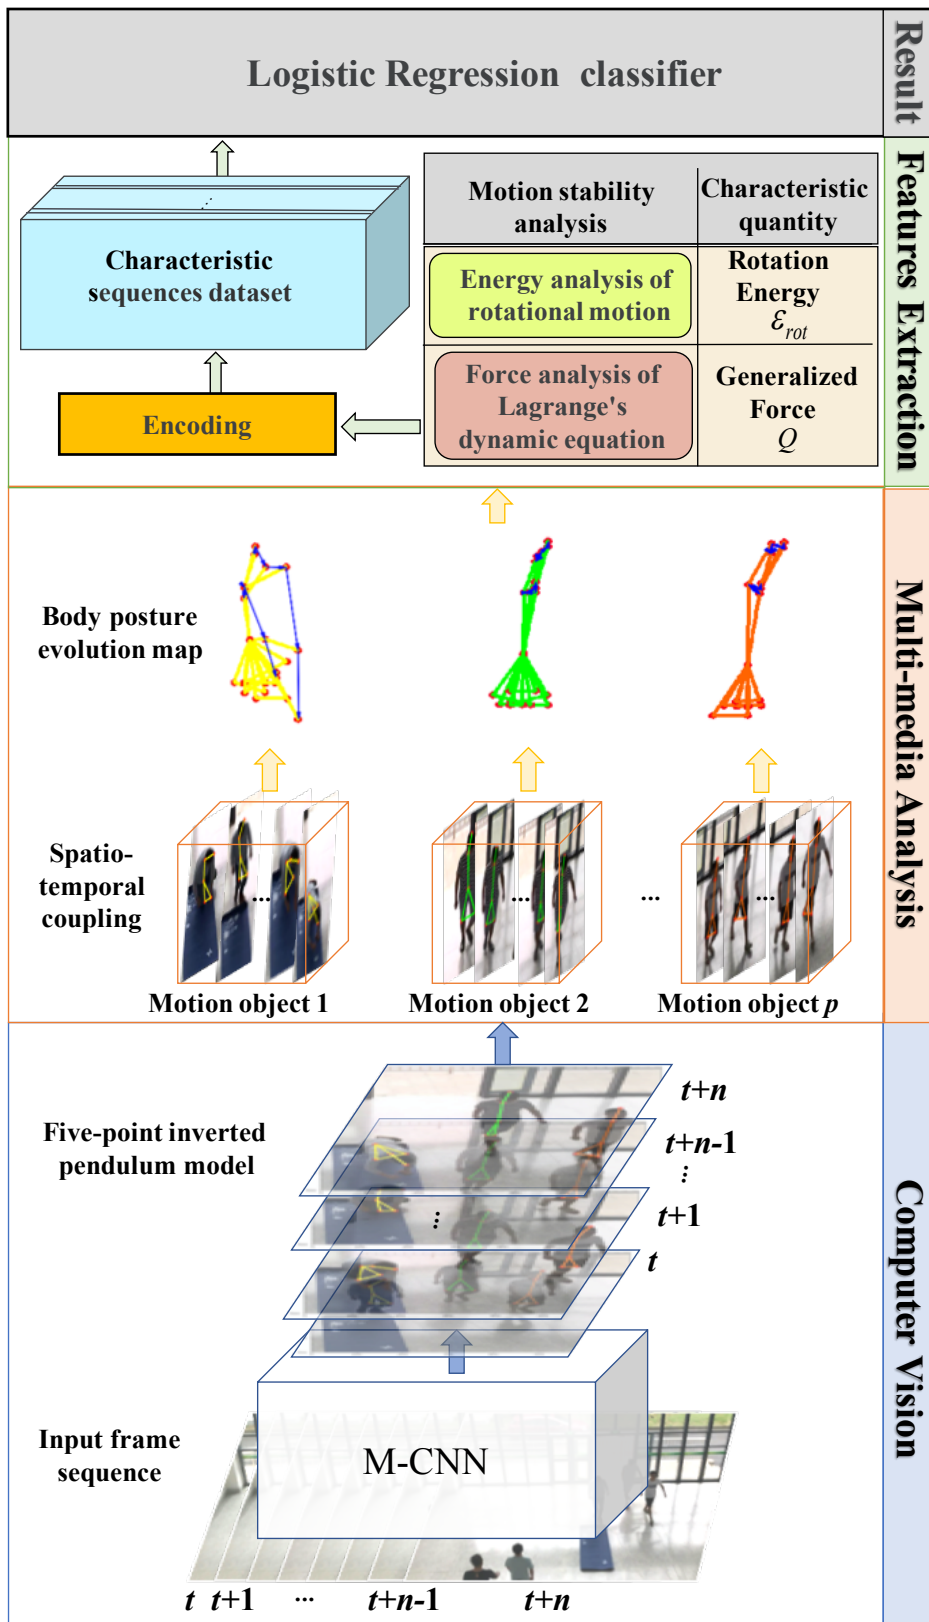 Logistic Regression classifier
Result
Characteristic
sequences dataset
...
Motion stability
analysis
Characteristic
quantity
Energy analysis of
rotational motion
Rotation
Energy
ℰrot
Force analysis of
Lagrange's
dynamic equation
Generalized
Force
Q
Encoding
Features Extraction
Body posture
evolution map
Spatio-
temporal
coupling
...
...
...
...
Motion object 1
Motion object 2
Motion object p
Multi-media Analysis
Five-point inverted
pendulum model
t+n
t+n-1
...
t+1
...
t
M-CNN
Input frame
sequence
t t+1 ... t+n-1 t+n
Computer Vision